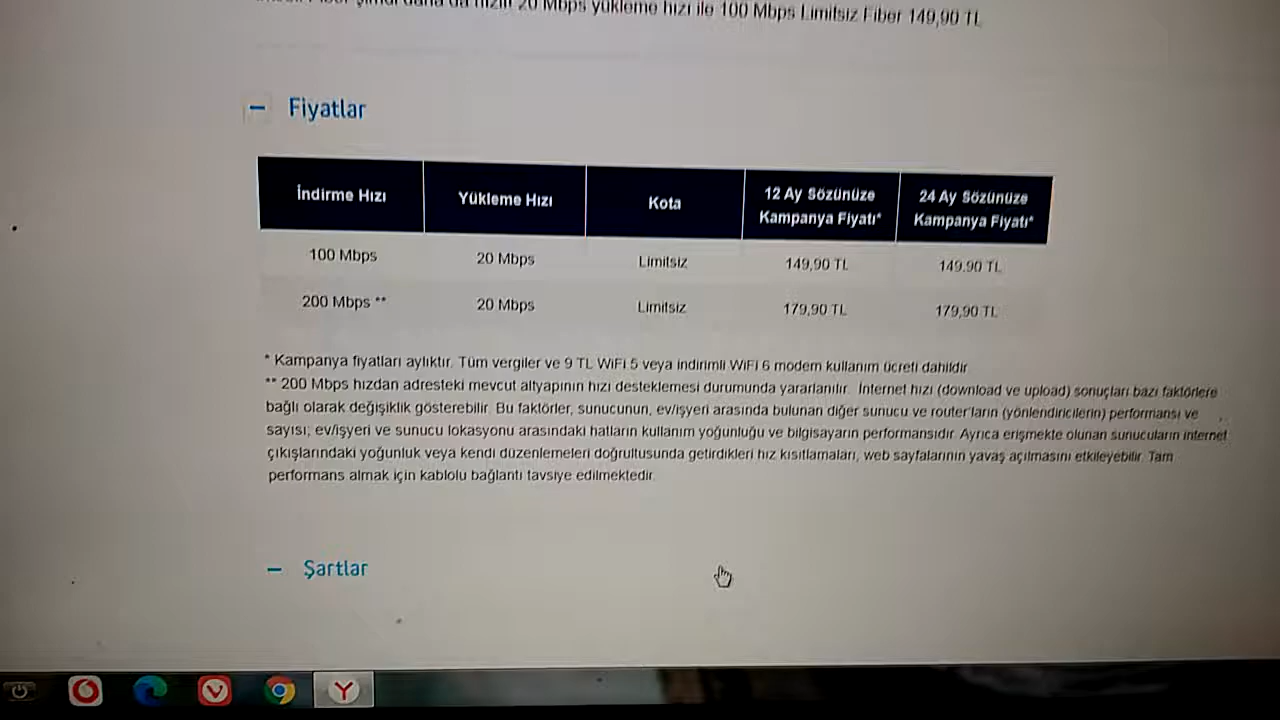 20 Mbps yükleme hızı ile 100 Mbps Limitsiz Fiber 149,90 TL
Fiyatlar
İndirme Hızı Yükleme Hızı Kota 12 Ay Sözünüze Kampanya Fiyatı* 24 Ay Sözünüze Kampanya Fiyatı*
100 Mbps 20 Mbps Limitsiz 149,90 TL 149,90 TL
200 Mbps ** 20 Mbps Limitsiz 179,90 TL 179,90 TL
* Kampanya fiyatları aylıktır. Tüm vergiler ve 9 TL WiFi 5 veya indirimli WiFi 6 modem kullanım ücreti dahildir.
** 200 Mbps hızdan adresteki mevcut altyapının hızı desteklemesi durumunda yararlanılır. İnternet hızı (download ve upload) sonuçları bazı faktörlere
bağlı olarak değişiklik gösterebilir. Bu faktörler, sunucunun, ev/işyeri arasında bulunan diğer sunucu ve router'ların (yönlendiricilerin) performansı ve
sayısı; ev/işyeri ve sunucu lokasyonu arasındaki hatların kullanım yoğunluğu ve bilgisayarın performansıdır. Ayrıca erişmekte olunan sunucuların internet
çıkışlarındaki yoğunluk veya kendi düzenlemeleri doğrultusunda getirdikleri hız kısıtlamaları, web sayfalarının yavaş açılmasını etkileyebilir. Tam
performans almak için kablolu bağlantı tavsiye edilmektedir.
Şartlar